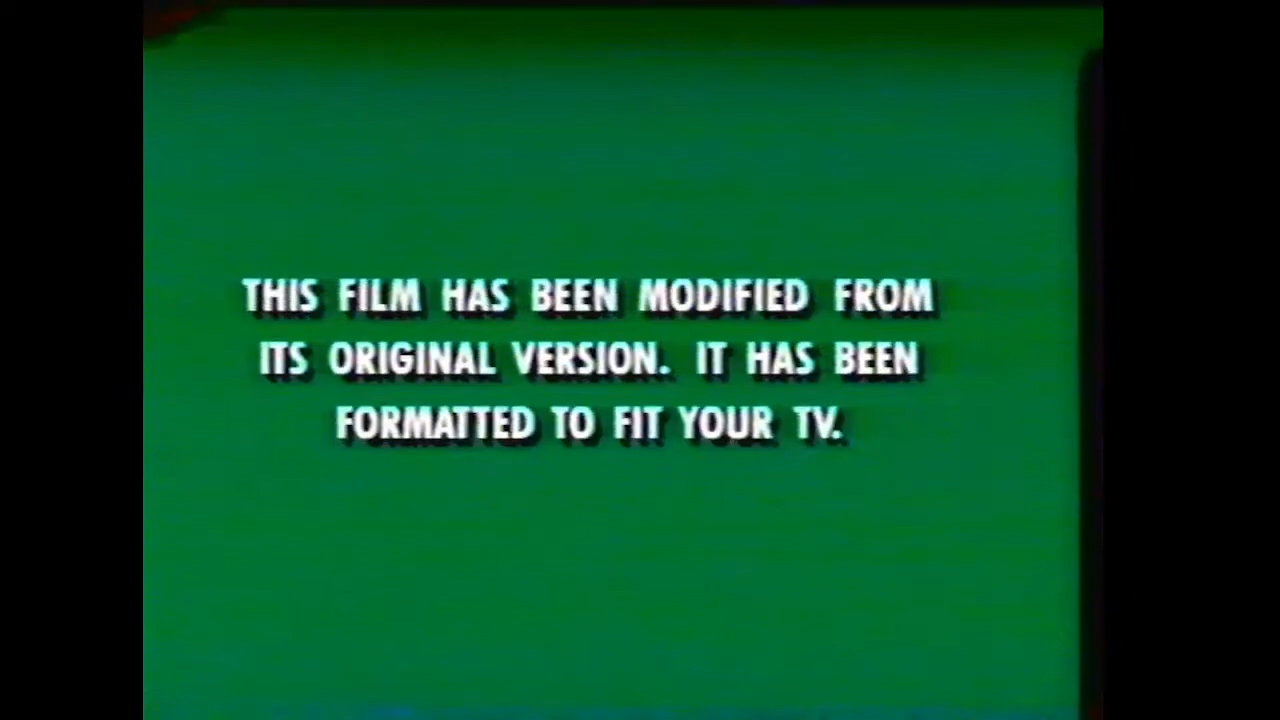 THIS FILM HAS BEEN MODIFIED FROM
ITS ORIGINAL VERSION. IT HAS BEEN
FORMATTED TO FIT YOUR TV.